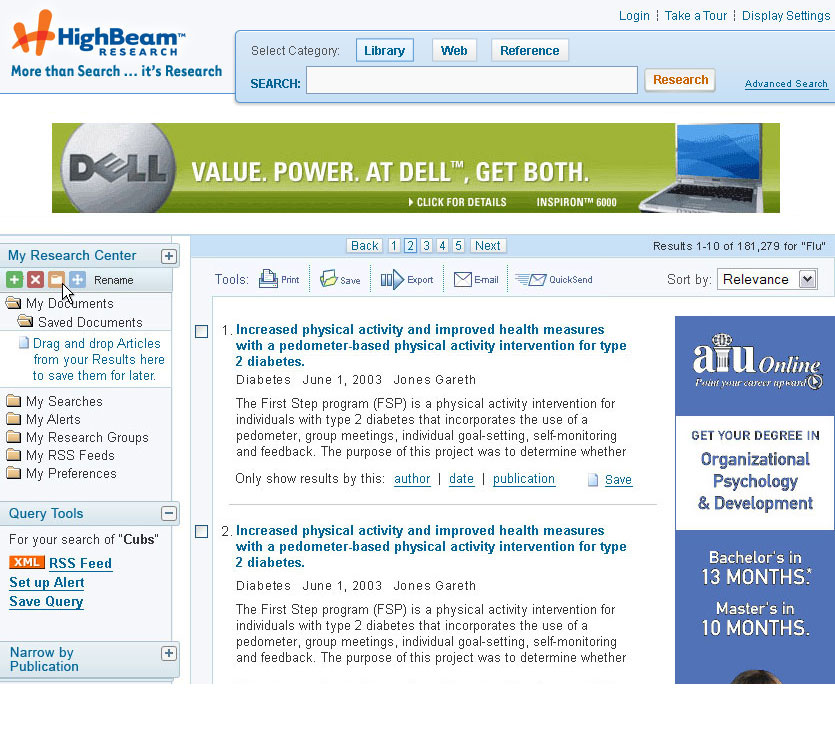 Login | Take a Tour | Display Settings
HighBeam™
RESEARCH
More than Search ... it's Research
Select Category: Library Web Reference
SEARCH: Research Advanced Search
DELL VALUE. POWER. AT DELL™, GET BOTH.
CLICK FOR DETAILS INSPIRON™ 6000
Back 1 2 3 4 5 Next Results 1-10 of 181,279 for "Flu"
My Research Center
Rename
My Documents
Saved Documents
Drag and drop Articles
from your Results here
to save them for later.
My Searches
My Alerts
My Research Groups
My RSS Feeds
My Preferences
Query Tools
For your search of "Cubs"
XML RSS Feed
Set up Alert
Save Query
Narrow by
Publication
Tools: Print Save Export E-mail QuickSend Sort by: Relevance
1. Increased physical activity and improved health measures
with a pedometer-based physical activity intervention for type
2 diabetes.
Diabetes June 1, 2003 Jones Gareth
The First Step program (FSP) is a physical activity intervention for
individuals with type 2 diabetes that incorporates the use of a
pedometer, group meetings, individual goal-setting, self-monitoring
and feedback. The purpose of this project was to determine whether
Only show results by this: author | date | publication Save
2. Increased physical activity and improved health measures
with a pedometer-based physical activity intervention for type
2 diabetes.
Diabetes June 1, 2003 Jones Gareth
The First Step program (FSP) is a physical activity intervention for
individuals with type 2 diabetes that incorporates the use of a
pedometer, group meetings, individual goal-setting, self-monitoring
and feedback. The purpose of this project was to determine whether
aiu Online
Point your career upward
GET YOUR DEGREE IN
Organizational
Psychology
& Development
Bachelor's in
13 MONTHS.*
Master's in
10 MONTHS.